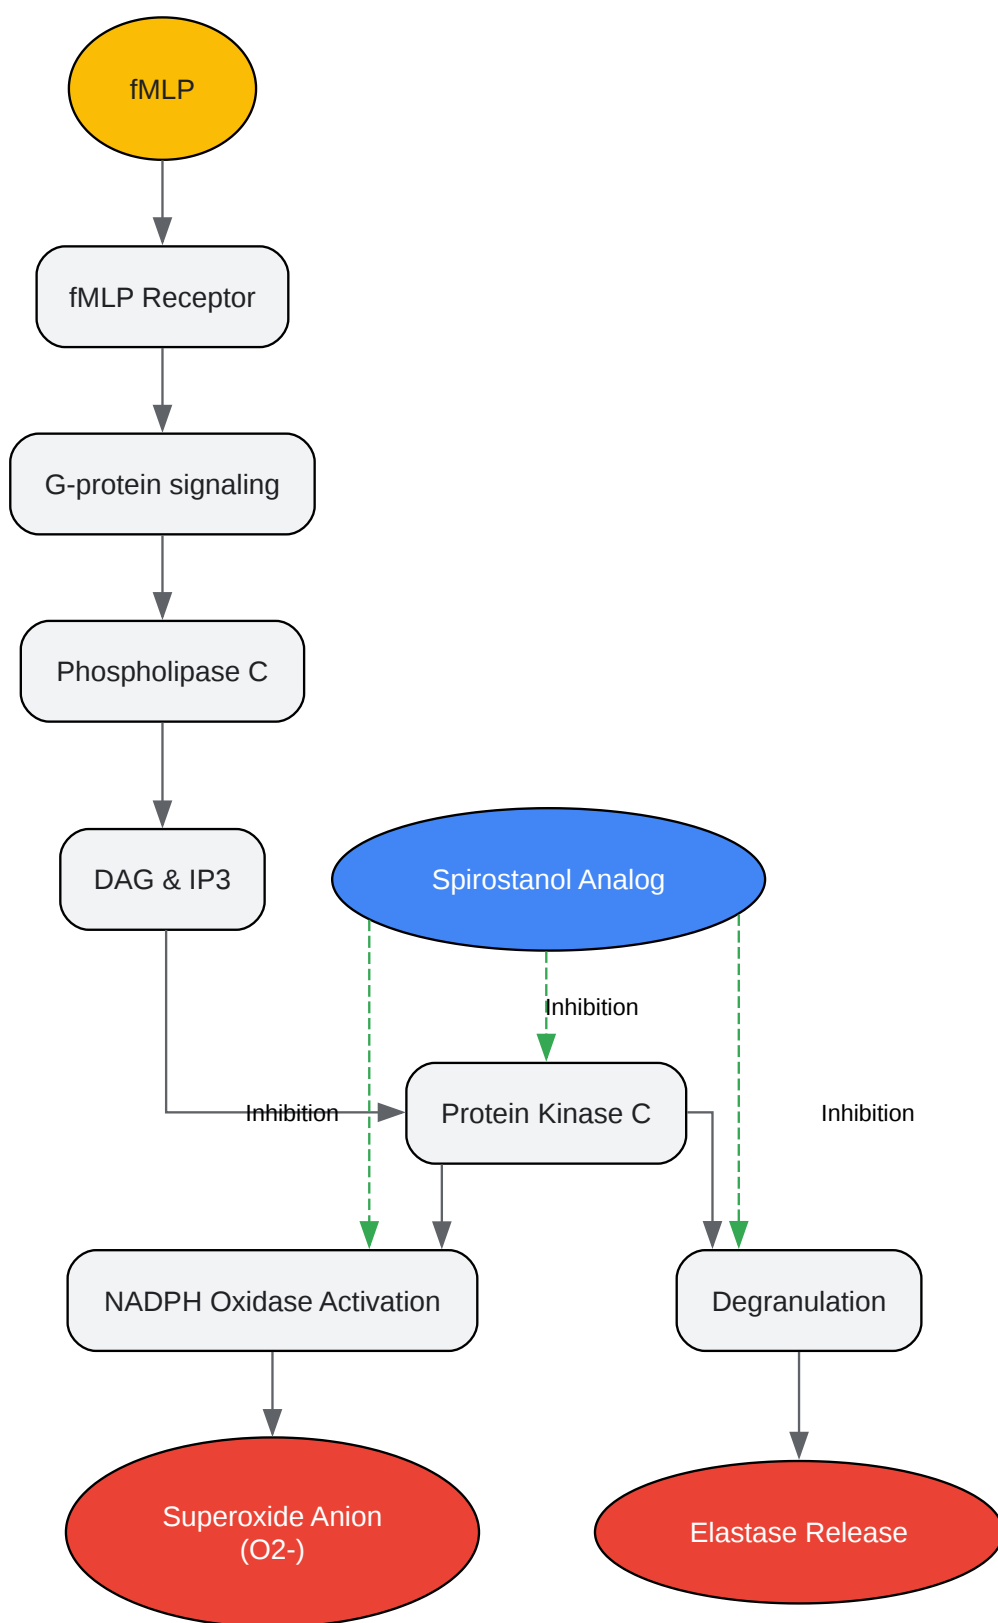 fMLP
fMLP Receptor
G-protein signaling
Phospholipase C
DAG & IP3
Spirostanol Analog
Inhibition
Inhibition
Protein Kinase C
Inhibition
NADPH Oxidase Activation
Degranulation
Superoxide Anion
(O2-)
Elastase Release